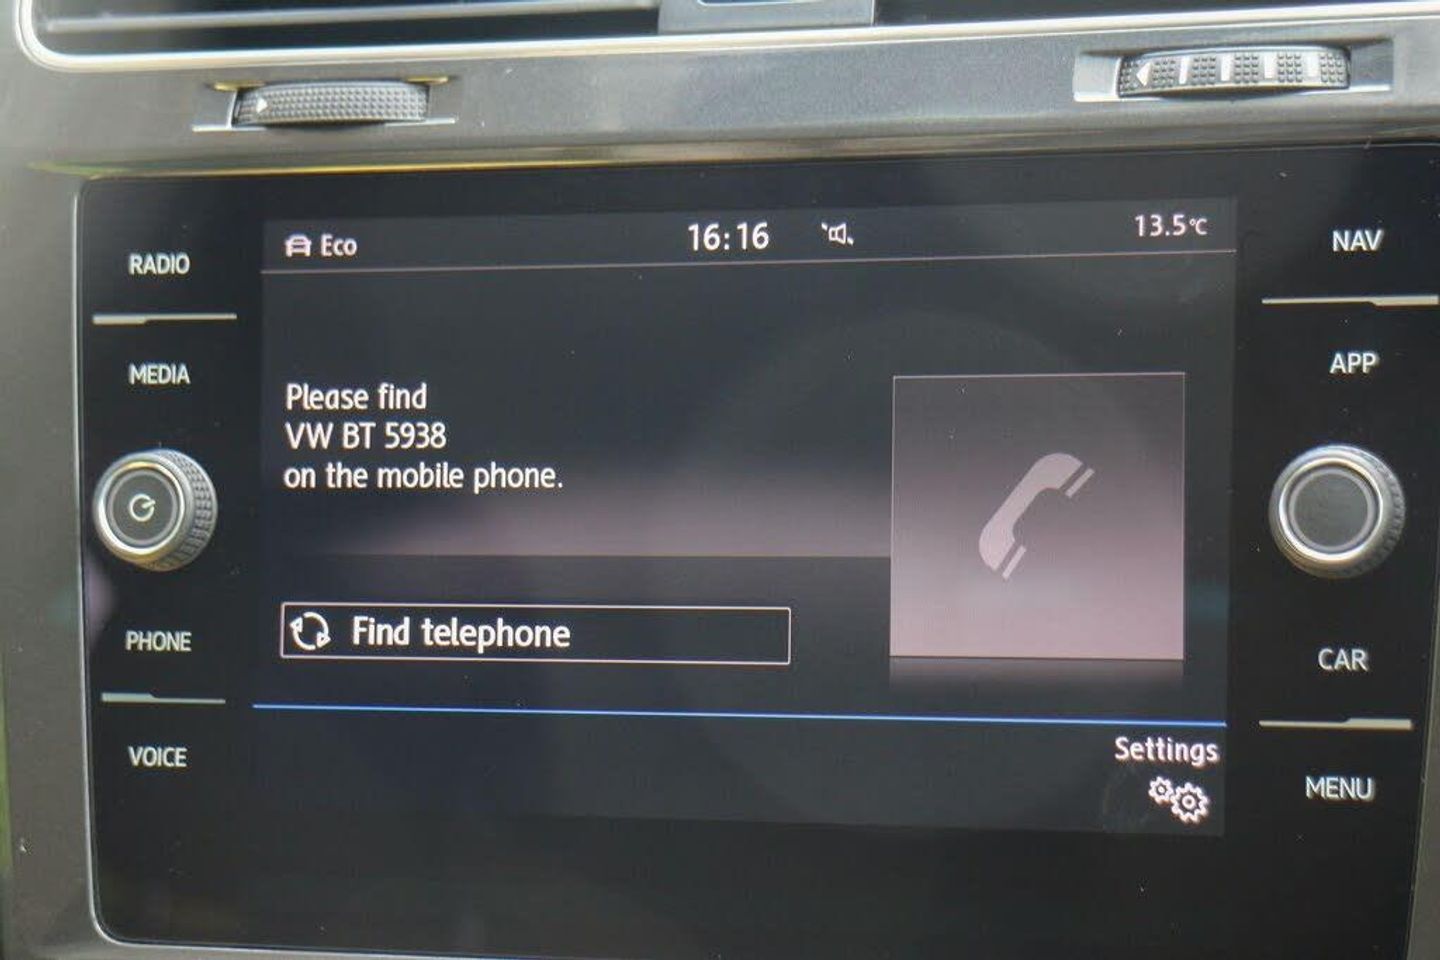 RADIO
MEDIA
PHONE
VOICE
Eco
16:16
13.5°C
Please find
VW BT 5938
on the mobile phone.
Find telephone
Settings
NAV
APP
CAR
MENU